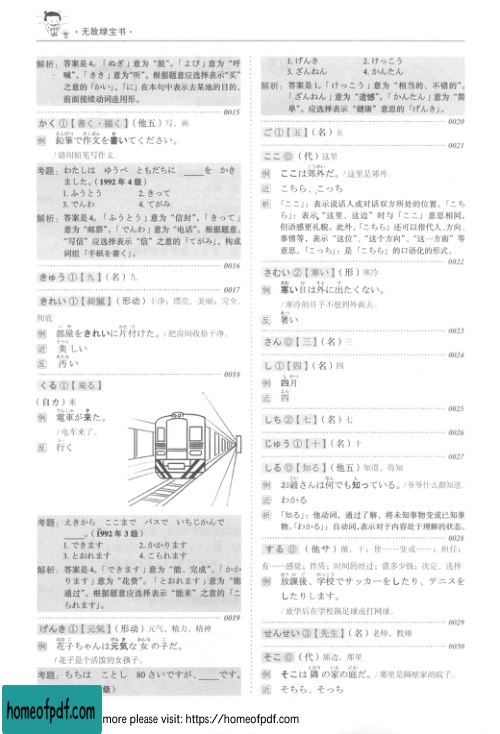 ·无敌绿宝书·
解析：答案是4。「ぬぎ」意为“脱”。「よび」意为“呼
喊”。「きき」意为“听”。根据题意应选择表示“买”
之意的「かい」。「に」在本句中表示去某地的目的，
前面接续动词连用形。
0015
かく①【書く·描く】(他五) 写，画
例 鉛筆で作文を書いてください。
/请用铅笔写作文。
考题：わたしは ゆうべ ともだちに ____を かき
ました。(1992年4級)
1. ふうとう 2. きって
3. でんわ 4. てがみ
解析：答案是4。「ふうとう」意为“信封”。「きって」
意为“邮票”。「でんわ」意为“电话”。根据题意，
“写信”应选择表示“信”之意的「てがみ」，构成
词组「手紙を書く」。
0016
きゅう①【九】(名) 九
0017
きれい①【綺麗】(形动) 干净；漂亮，美丽；完全，
彻底
例 部屋をきれいに片付けた。/把房间收拾干净。
近 美しい
反 汚い
0018
くる①【来る】
(自カ) 来
例 電車が来た。
/电车来了。
反 行く
考题：えきから ここまで バスで いちじかんで
____。(1992年3級)
1. できます 2. かかります
3. とおれます 4. こられます
解析：答案是4。「できます」意为“能、完成”。「かか
ります」意为“花费”。「とおれます」意为“能
通过”。根据题意应选择表示“能来”之意的「こ
られます」。
0019
げんき①【元気】(形动) 元气，精力，精神
例 花子ちゃんは元気な女の子だ。
/花子是个活泼的女孩子。
考题：ちちは ことし 80さいですが、____です。
級)
1. げんき 2. けっこう
3. ざんねん 4. かんたん
解析：答案是1。「けっこう」意为“相当的、不错的”。
「ざんねん」意为“遗憾”。「かんたん」意为“简
单”。应选择表示“健康”意思的「げんき」。
0020
ご①【五】(名) 五
0021
ここ⓪(代) 这里
例 ここは郊外だ。/这里是郊外。
近 こちら、こっち
析 「ここ」：表示说话人或对话双方所处的位置。「こち
ら」：表示“这里、这边”时与「ここ」意思相同，
但语感更礼貌。此外，「こちら」还可以指代人、方向、
事情等，表示“这位”、“这个方向”、“这一方面”等
意思。「こっち」：是「こちら」的口语化的形式。
0022
さむい②【寒い】(形) 寒冷
例 寒い日は外に出たくない。
/寒冷的日子不想到外面去。
反 暑い
0023
さん⓪【三】(名) 三
0024
し①【四】(名) 四
例 四月
近 四
0025
しち②【七】(名) 七
0026
じゅう①【十】(名) 十
0027
しる⓪【知る】(他五) 知道，得知
例 お爺さんは何でも知っている。/爷爷什么都知道。
近 わかる
析 「知る」：他动词，通过了解，将未知事物变成已知事
物。「わかる」：自动词，表示对于内容处于理解的状态。
0028
する⓪(他サ) 做，干；使……变成……；担任；
有……感觉；性质；时间的经过；值多少钱；决定，选择
例 放課後、学校でサッカーをしたり、テニスを
したりします。
/放学后在学校踢足球或打网球。
0029
せんせい③【先生】(名) 老师，教师
0030
そこ⓪(代) 那边，那里
例 そこは隣の家の庭だ。/那里是隔壁家的院子。
近 そちら、そっち
homeofpdf.com
more please visit: https://homeofpdf.com